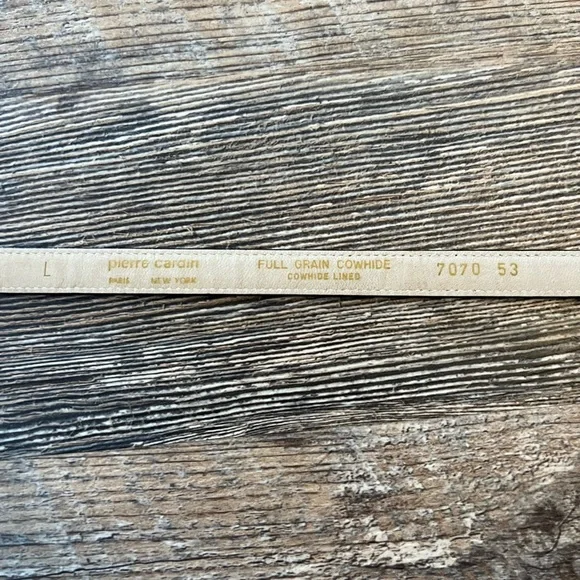 L pierre cardin FULL GRAIN COWHIDE 7070 53
PARIS NEW YORK COWHIDE LINED